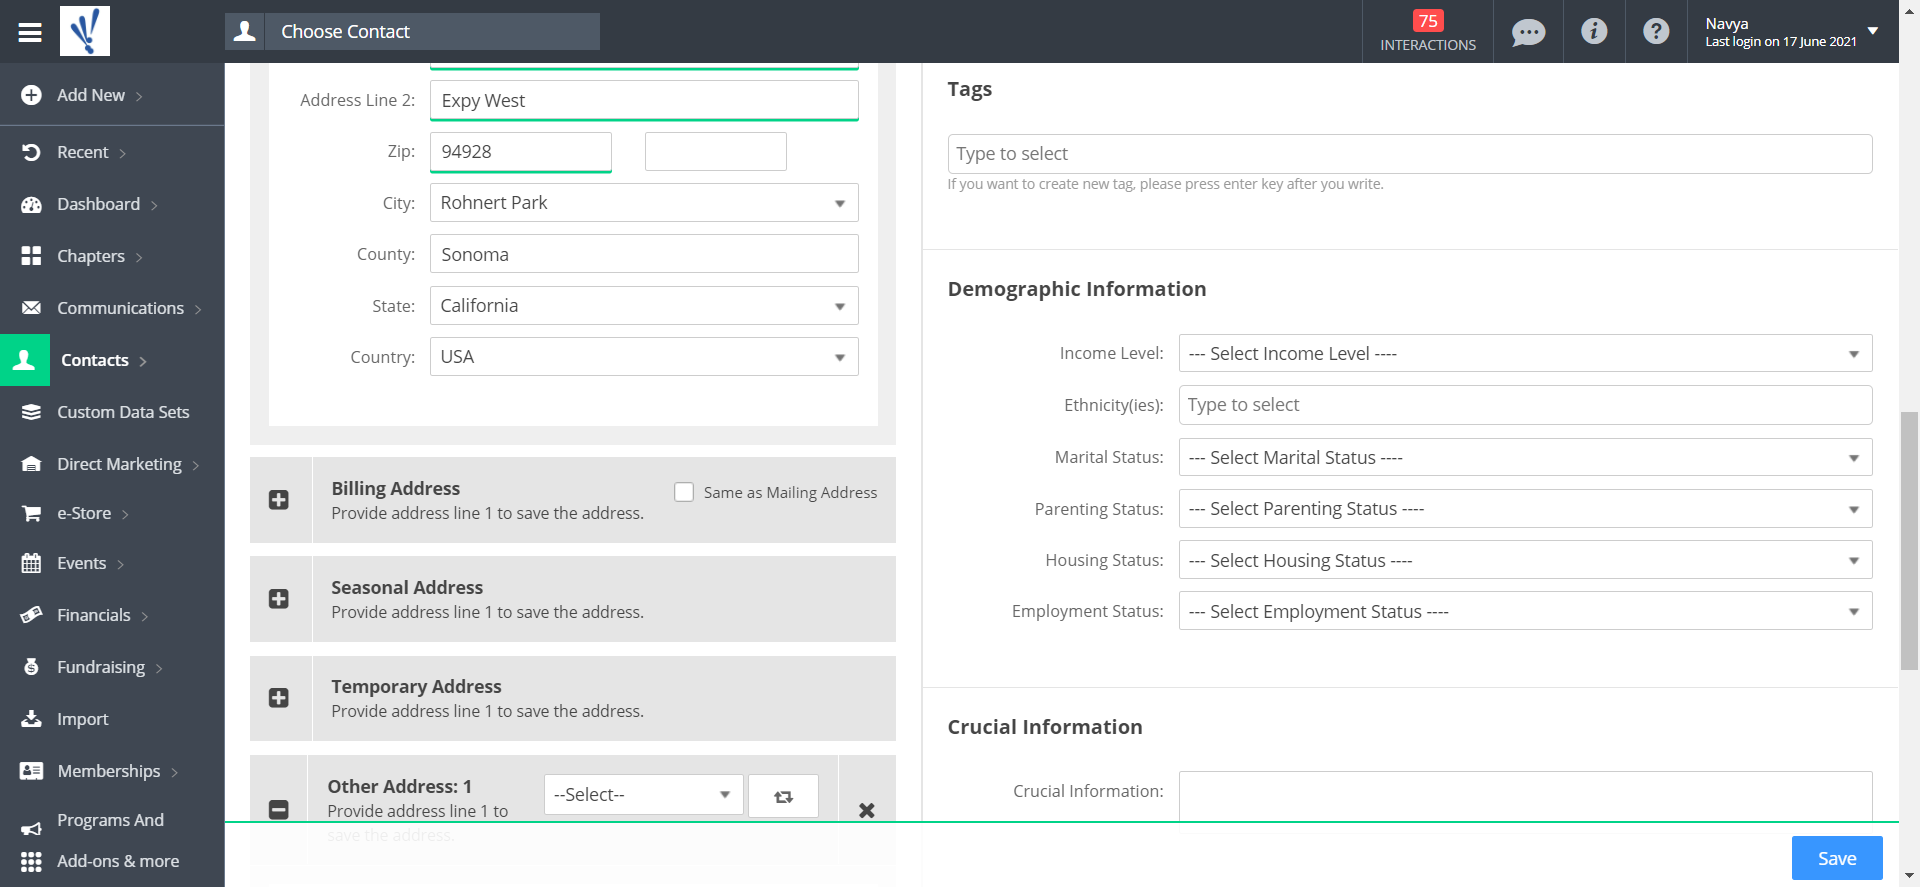 Choose Contact
75
INTERACTIONS
Navya
Last login on 17 June 2021
Add New
Recent
Dashboard
Chapters
Communications
Contacts
Custom Data Sets
Direct Marketing
e-Store
Events
Financials
Fundraising
Import
Memberships
Programs And
Add-ons & more
Address Line 2: Expy West
Zip: 94928
City: Rohnert Park
County: Sonoma
State: California
Country: USA
Billing Address
Same as Mailing Address
Provide address line 1 to save the address.
Seasonal Address
Provide address line 1 to save the address.
Temporary Address
Provide address line 1 to save the address.
Other Address: 1
--Select--
Provide address line 1 to
save the address.
Tags
Type to select
If you want to create new tag, please press enter key after you write.
Demographic Information
Income Level: --- Select Income Level ----
Ethnicity(ies): Type to select
Marital Status: --- Select Marital Status ----
Parenting Status: --- Select Parenting Status ----
Housing Status: --- Select Housing Status ----
Employment Status: --- Select Employment Status ----
Crucial Information
Crucial Information:
Save